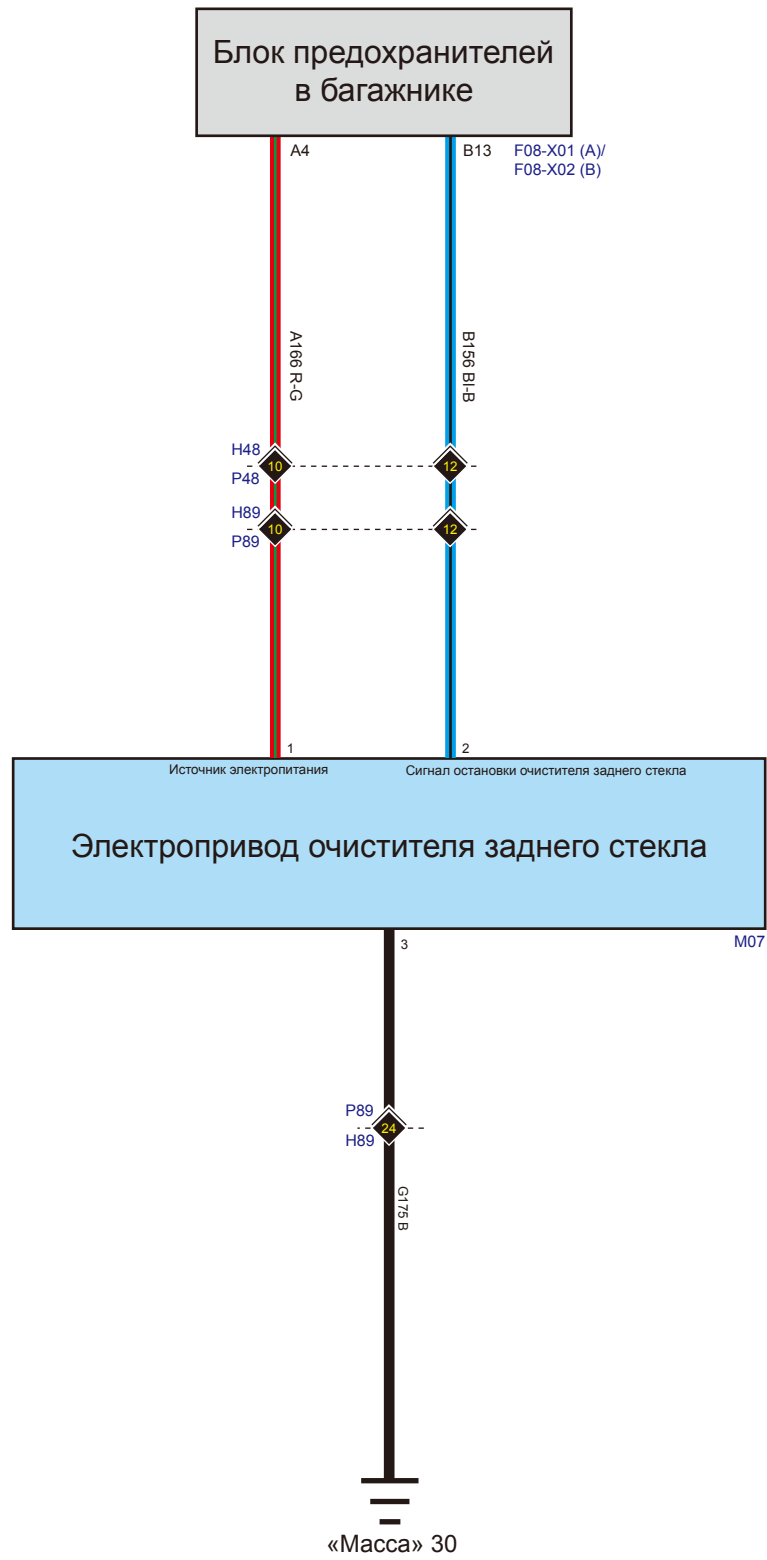 Блок предохранителей
в багажнике
A4
B13
F08-X01 (A)/
F08-X02 (B)
A166 R-G
B156 Bl-B
H48
10
12
P48
H89
10
12
P89
1
2
Источник электропитания
Сигнал остановки очистителя заднего стекла
Электропривод очистителя заднего стекла
3
M07
P89
24
H89
G175 B
«Масса» 30